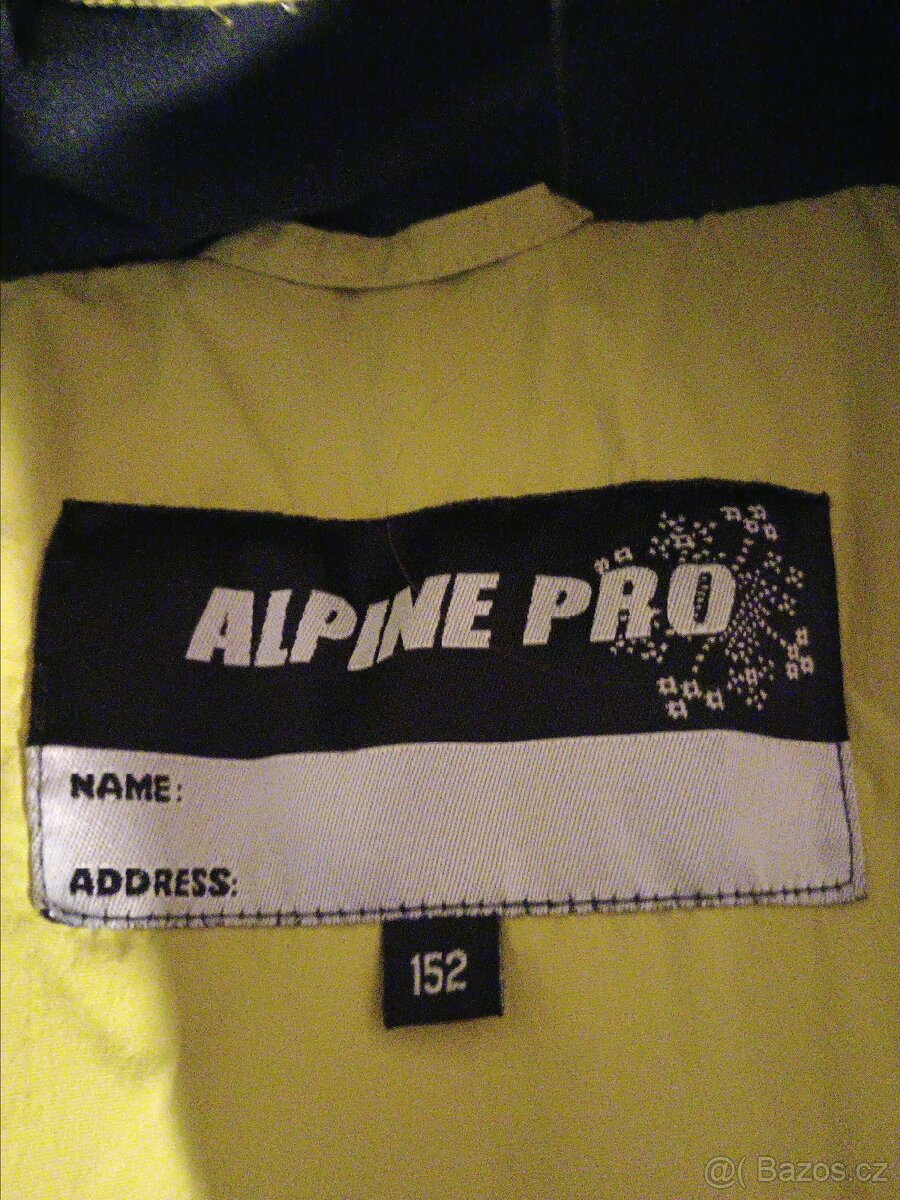 ALPINE PRO
NAME:
ADDRESS:
152
@( Bazos.cz